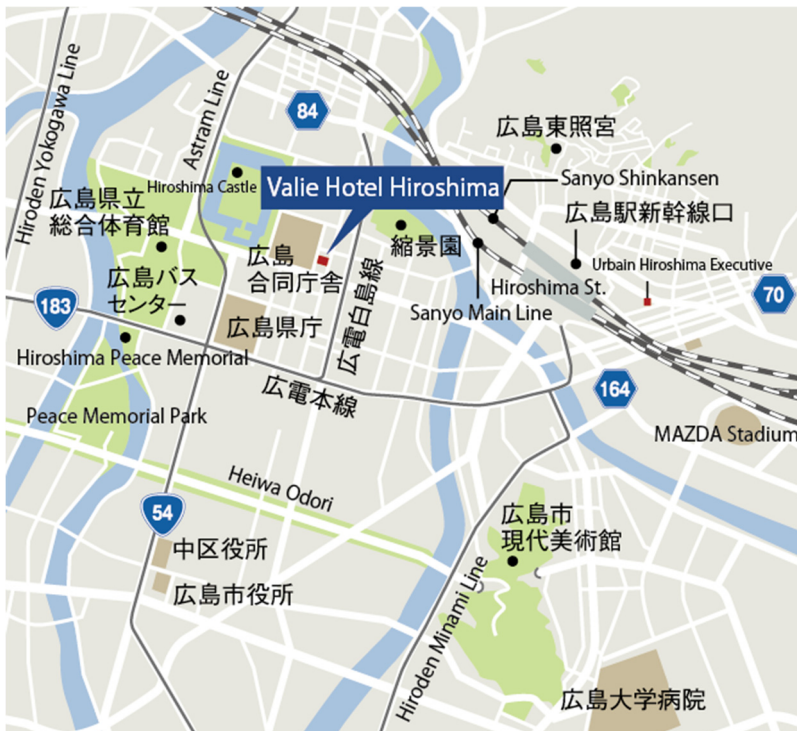 Hiroden Yokogawa Line
Astram Line
84
広島東照宮
Hiroshima Castle
Valie Hotel Hiroshima
Sanyo Shinkansen
広島県立
総合体育館
広島駅新幹線口
縮景園
広島
合同庁舎
広島バス
センター
Urbain Hiroshima Executive
Hiroshima St.
70
183
Sanyo Main Line
広島県庁
広電白島線
Hiroshima Peace Memorial
広電本線
164
Peace Memorial Park
MAZDA Stadium
Heiwa Odori
54
広島市
現代美術館
中区役所
広島市役所
Hiroden Minami Line
広島大学病院